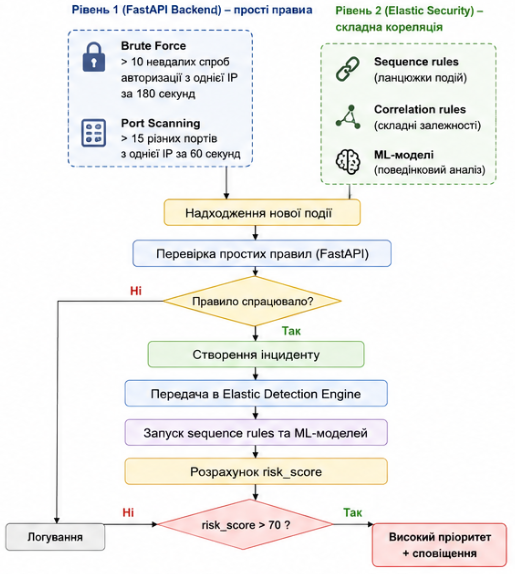 Рівень 1 (FastAPI Backend) – прості правиа
Brute Force
> 10 невдалих спроб
авторизації з однієї IP
за 180 секунд
Port Scanning
> 15 різних портів
з однієї IP за 60 секунд
Рівень 2 (Elastic Security) –
складна кореляція
Sequence rules
(ланцюжки подій)
Correlation rules
(складні залежності)
ML-моделі
(поведінковий аналіз)
Надходження нової події
Перевірка простих правил (FastAPI)
Правило спрацювало?
Ні
Так
Створення інциденту
Передача в Elastic Detection Engine
Запуск sequence rules та ML-моделей
Розрахунок risk_score
risk_score > 70 ?
Ні
Так
Логування
Високий пріоритет
+ сповіщення